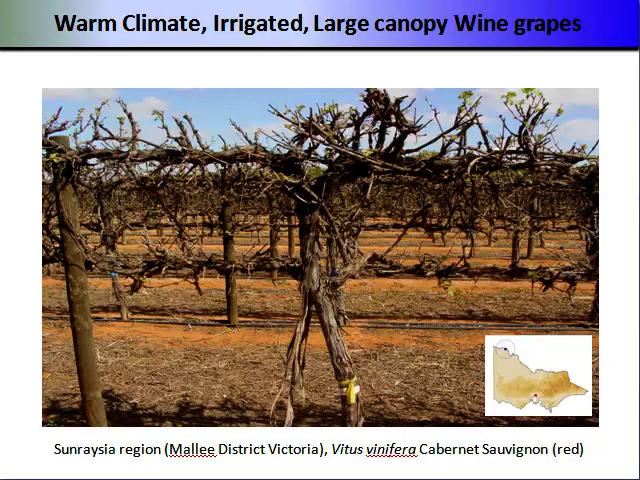 Warm Climate, Irrigated, Large canopy Wine grapes
Sunraysia region (Mallee District Victoria), Vitus vinifera Cabernet Sauvignon (red)